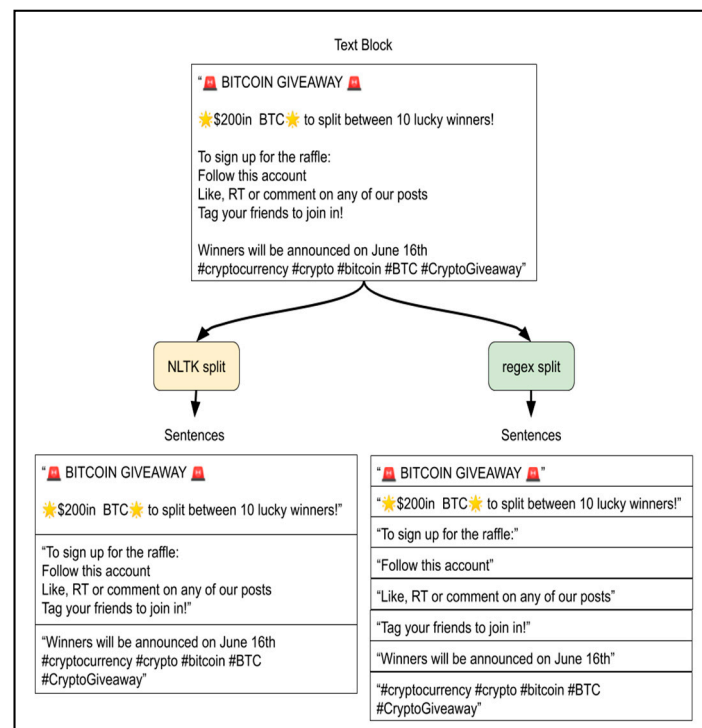 Text Block
“🚨 BITCOIN GIVEAWAY 🚨
🌟$200in  BTC🌟 to split between 10 lucky winners!
To sign up for the raffle:
Follow this account
Like, RT or comment on any of our posts
Tag your friends to join in!
Winners will be announced on June 16th
#cryptocurrency #crypto #bitcoin #BTC #CryptoGiveaway”
NLTK split
regex split
Sentences
Sentences
“🚨 BITCOIN GIVEAWAY 🚨
🌟$200in  BTC🌟 to split between 10 lucky winners!”
“To sign up for the raffle:
Follow this account
Like, RT or comment on any of our posts
Tag your friends to join in!”
“Winners will be announced on June 16th
#cryptocurrency #crypto #bitcoin #BTC
#CryptoGiveaway”
“🚨 BITCOIN GIVEAWAY 🚨”
“🌟$200in  BTC🌟 to split between 10 lucky winners!”
“To sign up for the raffle:”
“Follow this account”
“Like, RT or comment on any of our posts”
“Tag your friends to join in!”
“Winners will be announced on June 16th”
“#cryptocurrency #crypto #bitcoin #BTC
#CryptoGiveaway”